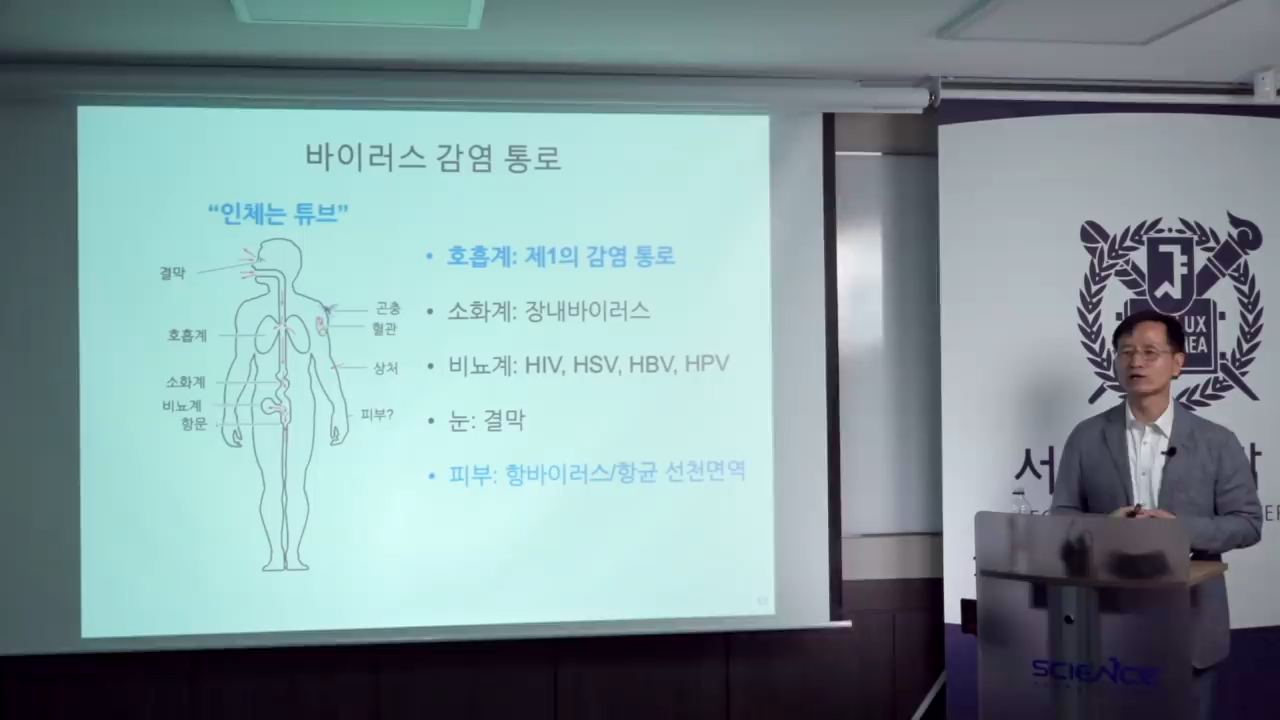 바이러스 감염 통로
“인체는 튜브”
결막
호흡계
소화계
비뇨계
항문
곤충
혈관
상처
피부?
• 호흡계: 제1의 감염 통로
• 소화계: 장내바이러스
• 비뇨계: HIV, HSV, HBV, HPV
• 눈: 결막
• 피부: 항바이러스/항균 선천면역
UX
서
SCIENCE